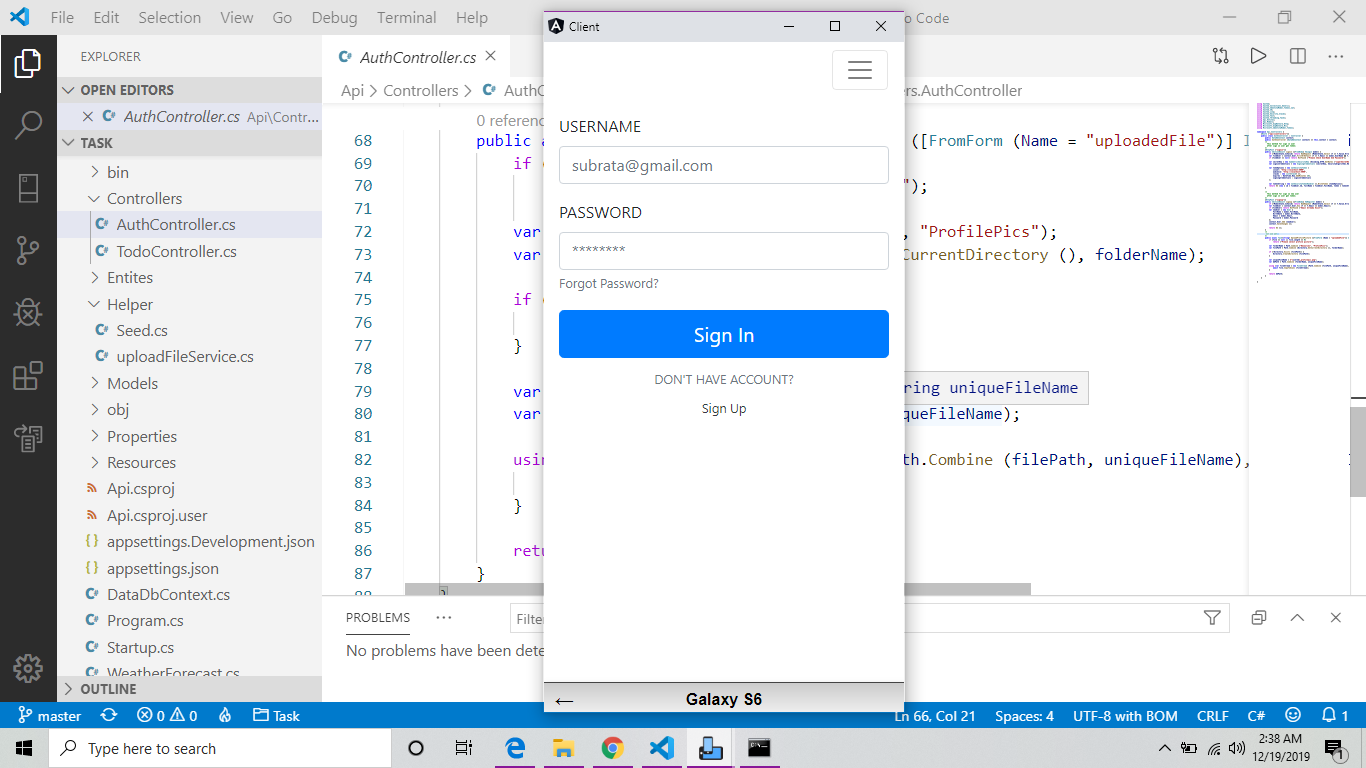 File Edit Selection View Go Debug Terminal Help
o Code
Client
EXPLORER
OPEN EDITORS
AuthController.cs Api\Contr...
TASK
bin
Controllers
AuthController.cs
TodoController.cs
Entites
Helper
Seed.cs
uploadFileService.cs
Models
obj
Properties
Resources
Api.csproj
Api.csproj.user
appsettings.Development.json
appsettings.json
DataDbContext.cs
Program.cs
Startup.cs
WeatherForecast.cs
OUTLINE
AuthController.cs
Api > Controllers > AuthC
ers.AuthController
0 referenc
68 public a ([FromForm (Name = "uploadedFile")] I
69 if
70 ");
71
72 var , "ProfilePics");
73 var CurrentDirectory (), folderName);
74
75 if
76
77 }
78
79 var
ring uniqueFileName
80 var queFileName);
81
82 usin th.Combine (filePath, uniqueFileName),
83
84 }
85
86 retu
87 }
88 }
USERNAME
subrata@gmail.com
PASSWORD
********
Forgot Password?
Sign In
DON'T HAVE ACCOUNT?
Sign Up
← Galaxy S6
PROBLEMS ...
Filte
No problems have been dete
master 0 0 Task
Ln 66, Col 21 Spaces: 4 UTF-8 with BOM CRLF C# 1
Type here to search
2:38 AM
12/19/2019
1